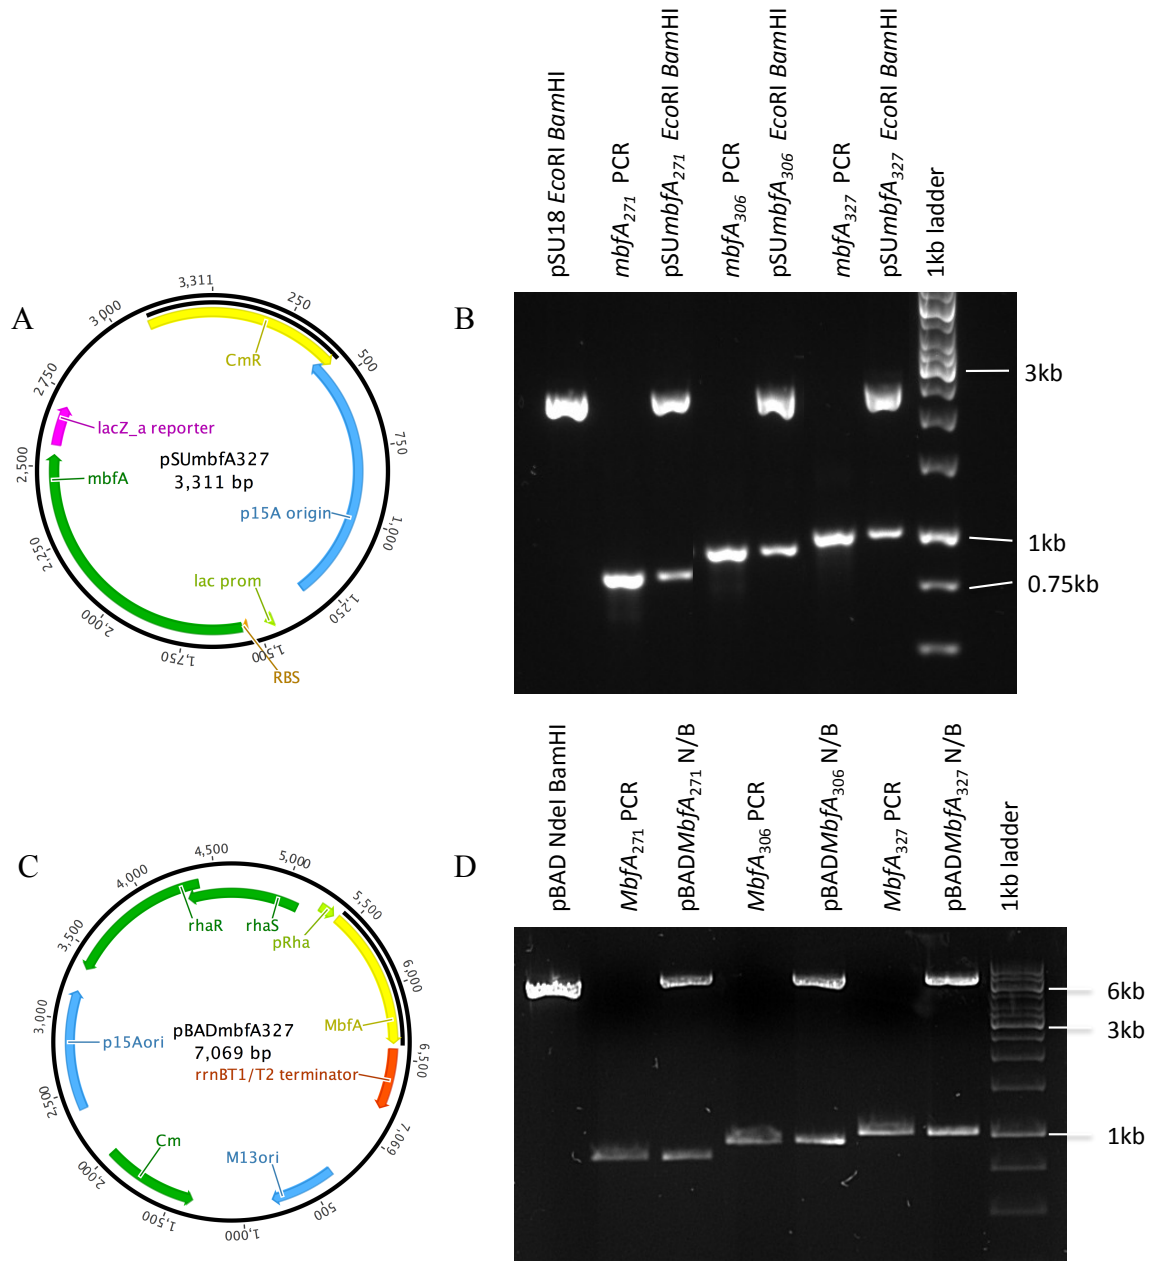 A
3,311
250
500
750
1,000
1,250
1,500
1,750
2,000
2,250
2,500
2,750
3,000
CmR
lacZ_a reporter
pSUmbfA327
3,311 bp
mbfA
p15A origin
lac prom
RBS
B
pSU18 EcoRI BamHI
mbfA271 PCR
pSUmbfA271 EcoRI BamHI
mbfA306 PCR
pSUmbfA306 EcoRI BamHI
mbfA327 PCR
pSUmbfA327 EcoRI BamHI
1kb ladder
3kb
1kb
0.75kb
C
4,500
5,000
5,500
6,000
6,500
7,069
500
1,000
1,500
2,000
2,500
3,000
3,500
4,000
rhaR
rhaS
pRha
MbfA
p15Aori
pBADmbfA327
7,069 bp
rrnBT1/T2 terminator
Cm
M13ori
D
pBAD NdeI BamHI
MbfA271 PCR
pBADMbfA271 N/B
MbfA306 PCR
pBADMbfA306 N/B
MbfA327 PCR
pBADMbfA327 N/B
1kb ladder
6kb
3kb
1kb